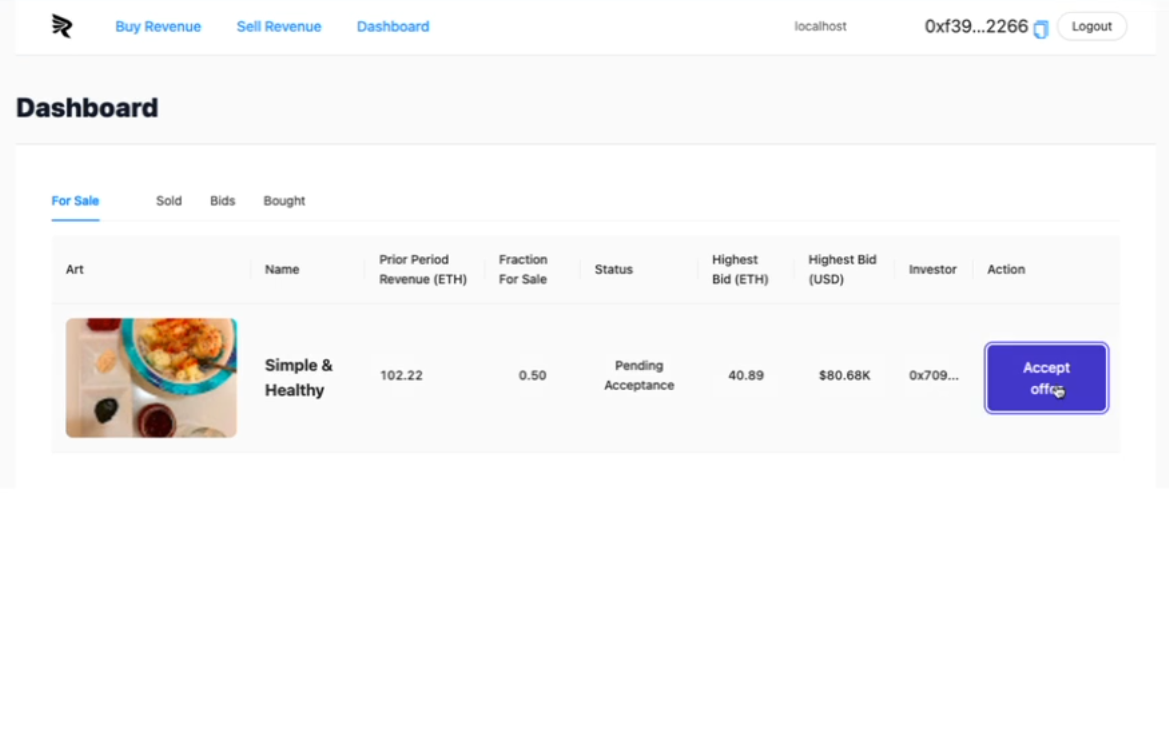 Buy Revenue Sell Revenue Dashboard localhost 0xf39...2266 Logout
Dashboard
For Sale Sold Bids Bought
Art Name Prior Period Revenue (ETH) Fraction For Sale Status Highest Bid (ETH) Highest Bid (USD) Investor Action
Simple & Healthy 102.22 0.50 Pending Acceptance 40.89 $80.68K 0x709... Accept offer